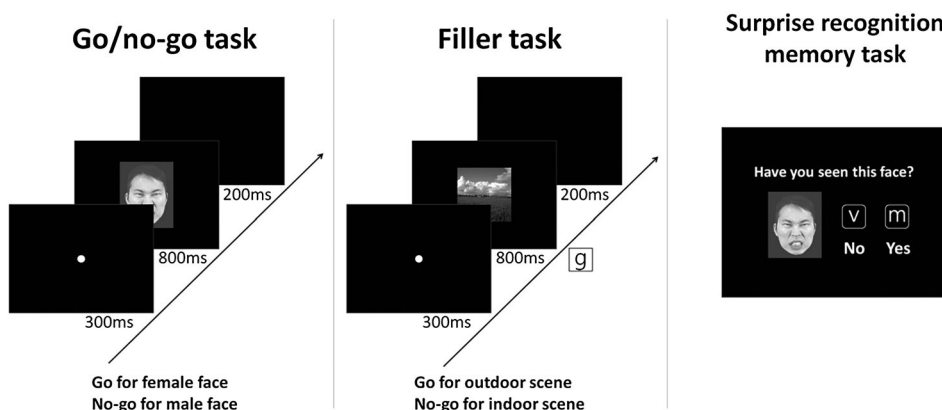 Go/no-go task
200ms
800ms
300ms
Go for female face
No-go for male face
Filler task
200ms
800ms
g
300ms
Go for outdoor scene
No-go for indoor scene
Surprise recognition
memory task
Have you seen this face?
v m
No Yes